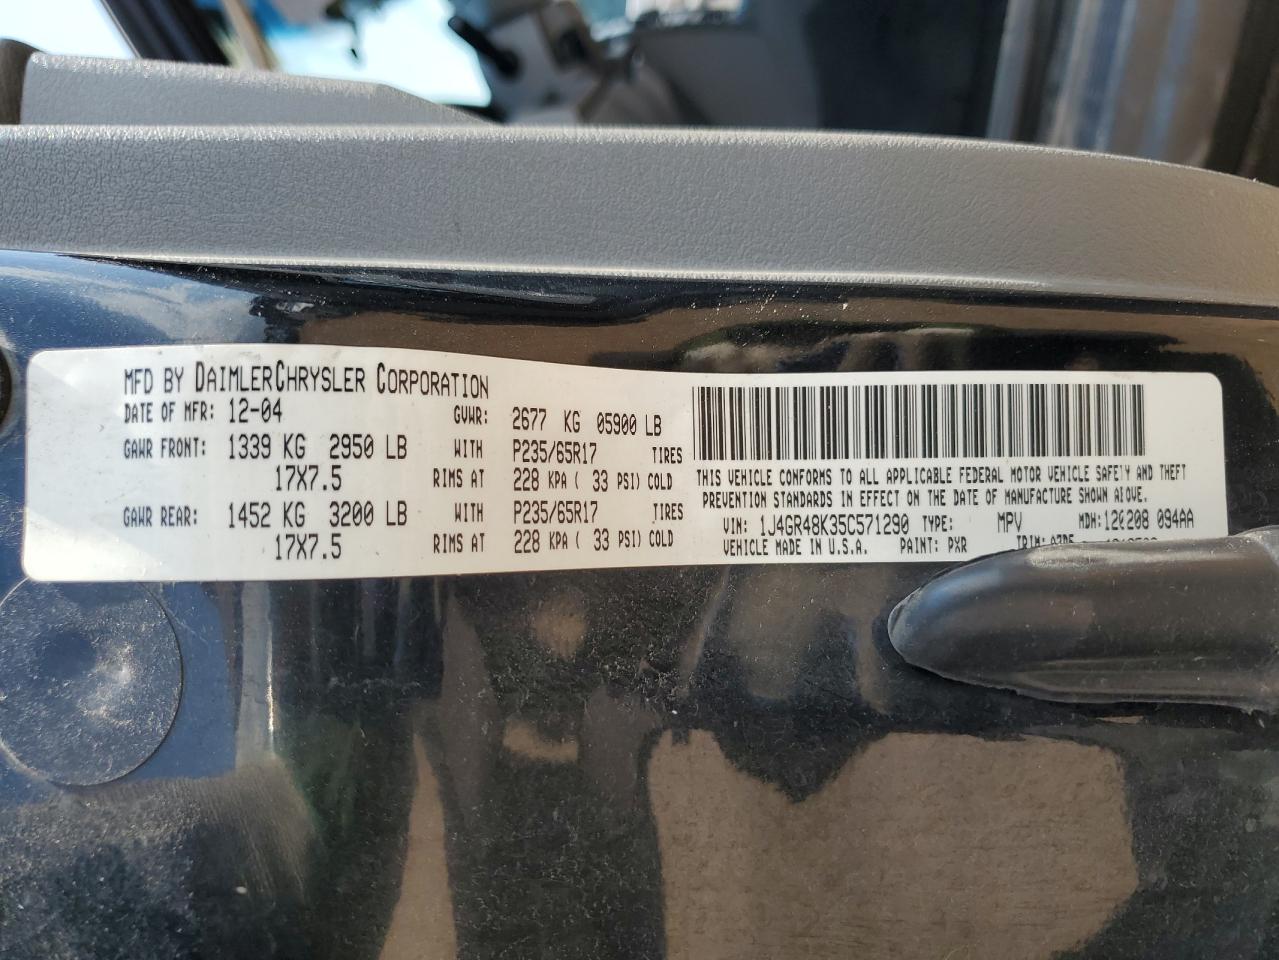 MFD BY DAIMLERCHRYSLER CORPORATION
DATE OF MFR: 12-04 GVWR: 2677 KG 05900 LB
GAWR FRONT: 1339 KG 2950 LB WITH P235/65R17 TIRES
17X7.5 RIMS AT 228 KPA ( 33 PSI) COLD
GAWR REAR: 1452 KG 3200 LB WITH P235/65R17 TIRES
17X7.5 RIMS AT 228 KPA ( 33 PSI) COLD
THIS VEHICLE CONFORMS TO ALL APPLICABLE FEDERAL MOTOR VEHICLE SAFETY AND THEFT
PREVENTION STANDARDS IN EFFECT ON THE DATE OF MANUFACTURE SHOWN ABOVE.
VIN: 1J4GR48K35C571290 TYPE: MPV MDH: 120208 094AA
VEHICLE MADE IN U.S.A. PAINT: PXR TRIM: